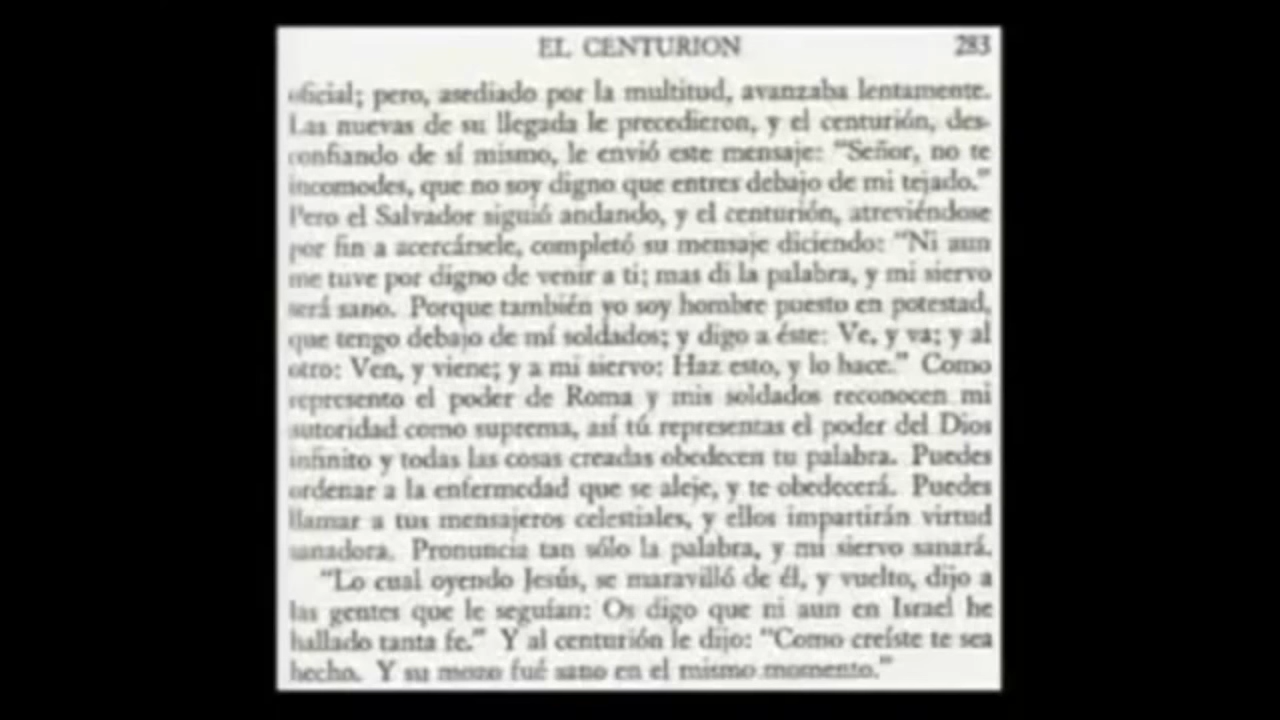 EL CENTURION 283
oficial; pero, asediado por la multitud, avanzaba lentamente.
Las nuevas de su llegada le precedieron, y el centurión, des-
confiando de sí mismo, le envió este mensaje: "Señor, no te
incomodes, que no soy digno que entres debajo de mi tejado."
Pero el Salvador siguió andando, y el centurión, atreviéndose
por fin a acercársele, completó su mensaje diciendo: "Ni aun
me tuve por digno de venir a ti; mas di la palabra, y mi siervo
será sano. Porque también yo soy hombre puesto en potestad,
que tengo debajo de mí soldados; y digo a éste: Ve, y va; y al
otro: Ven, y viene; y a mi siervo: Haz esto, y lo hace." Como
represento el poder de Roma y mis soldados reconocen mi
autoridad como suprema, así tú representas el poder del Dios
infinito y todas las cosas creadas obedecen tu palabra. Puedes
ordenar a la enfermedad que se aleje, y te obedecerá. Puedes
llamar a tus mensajeros celestiales, y ellos impartirán virtud
sanadora. Pronuncia tan sólo la palabra, y mi siervo sanará.
"Lo cual oyendo Jesús, se maravilló de él, y vuelto, dijo a
las gentes que le seguían: Os digo que ni aun en Israel he
hallado tanta fe." Y al centurión le dijo: "Como creíste te sea
hecho. Y su mozo fué sano en el mismo momento."